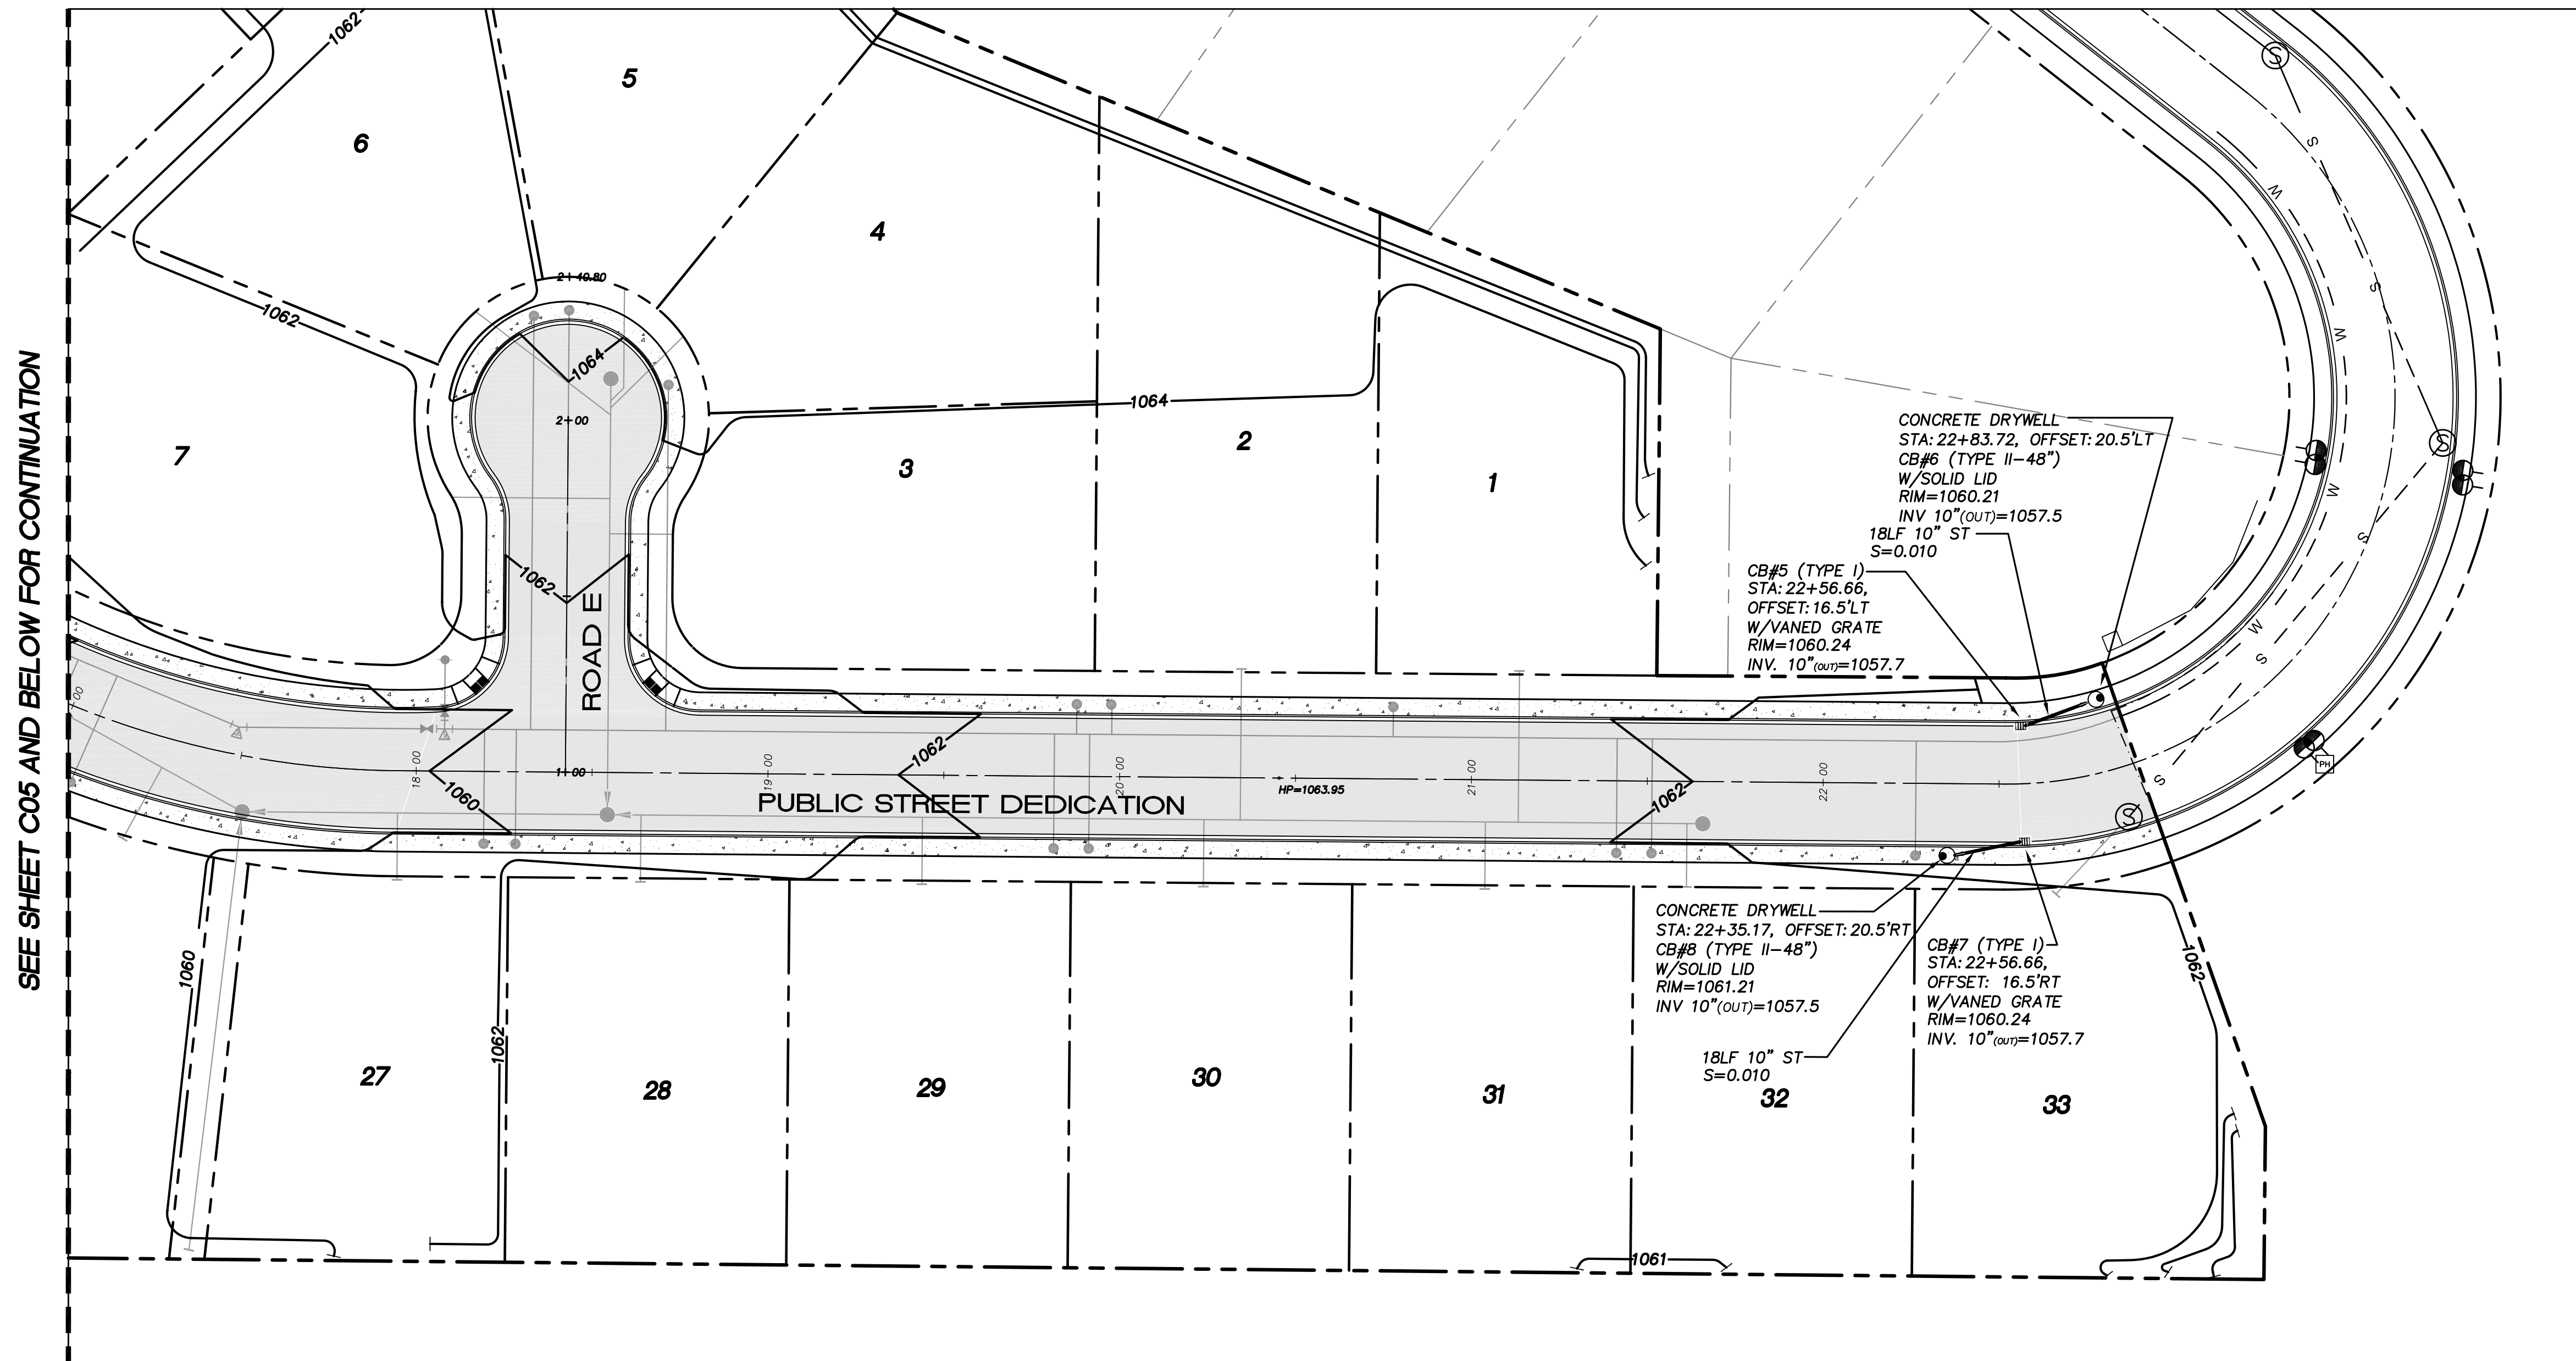 SEE SHEET C05 AND BELOW FOR CONTINUATION
1062
5
6
4
2+40.80
1062
1064
2+00
1064
7
3
2
1
1062
ROAD E
CONCRETE DRYWELL
STA: 22+83.72, OFFSET: 20.5'LT
CB#6 (TYPE II-48")
W/SOLID LID
RIM=1060.21
INV 10"(OUT)=1057.5
18LF 10" ST
S=0.010
CB#5 (TYPE I)
STA: 22+56.66,
OFFSET: 16.5'LT
W/VANED GRATE
RIM=1060.24
INV. 10"(OUT)=1057.7
S
S
S
S
S
S
S
S
S
W
W
W
W
PH
18+00
1060
1+00
19+00
1062
20+00
HP=1063.95
21+00
1062
22+00
PUBLIC STREET DEDICATION
CONCRETE DRYWELL
STA: 22+35.17, OFFSET: 20.5'RT
CB#8 (TYPE II-48")
W/SOLID LID
RIM=1061.21
INV 10"(OUT)=1057.5
18LF 10" ST
S=0.010
CB#7 (TYPE I)
STA: 22+56.66,
OFFSET: 16.5'RT
W/VANED GRATE
RIM=1060.24
INV. 10"(OUT)=1057.7
1062
1060
1062
27
28
29
30
31
32
33
1061